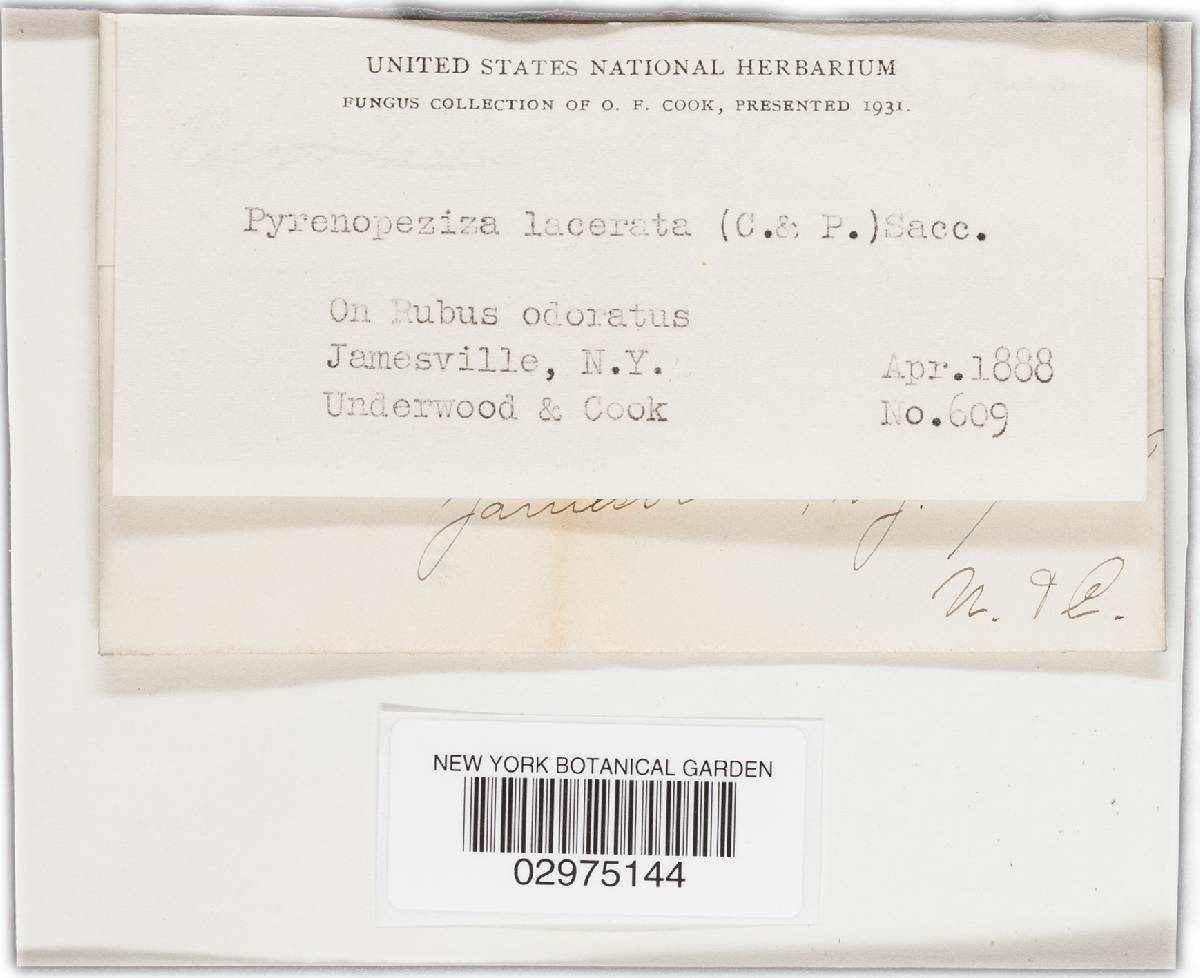 UNITED STATES NATIONAL HERBARIUM
FUNGUS COLLECTION OF O. F. COOK, PRESENTED 1931.
Pyrenopeziza lacerata (C.& P.)Sacc.
On Rubus odoratus
Jamesville, N.Y. Apr.1888
Underwood & Cook No.609
NEW YORK BOTANICAL GARDEN
02975144